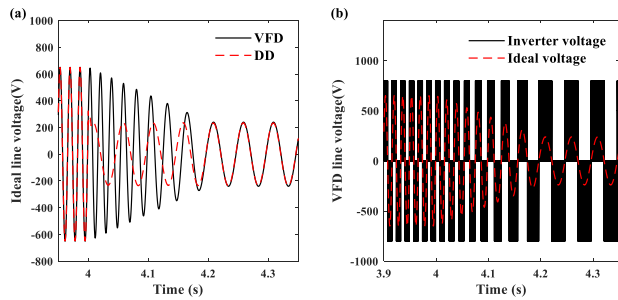 (a)
1000
800
600
400
200
0
-200
-400
-600
-800
4
4.1
4.2
4.3
Time (s)
Ideal line voltage(V)
VFD
DD
(b)
1000
500
0
-500
-1000
3.9
4
4.1
4.2
4.3
Time (s)
VFD line voltage(V)
Inverter voltage
Ideal voltage